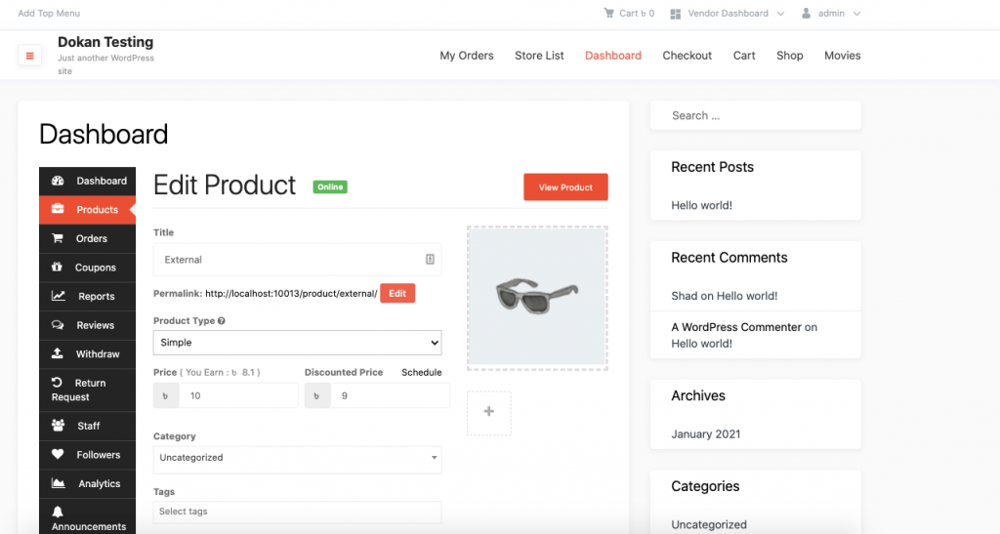 Add Top Menu
Cart ৳ 0
Vendor Dashboard
admin
Dokan Testing
Just another WordPress
site
My Orders
Store List
Dashboard
Checkout
Cart
Shop
Movies
Dashboard
Dashboard
Products
Orders
Coupons
Reports
Reviews
Withdraw
Return
Request
Staff
Followers
Analytics
Announcements
Edit Product
Online
View Product
Title
External
Permalink: http://localhost:10013/product/external/ Edit
Product Type
Simple
Price ( You Earn : ৳ 8.1 )
৳ 10
Discounted Price
Schedule
৳ 9
Category
Uncategorized
Tags
Select tags
Search …
Recent Posts
Hello world!
Recent Comments
Shad on Hello world!
A WordPress Commenter on
Hello world!
Archives
January 2021
Categories
Uncategorized